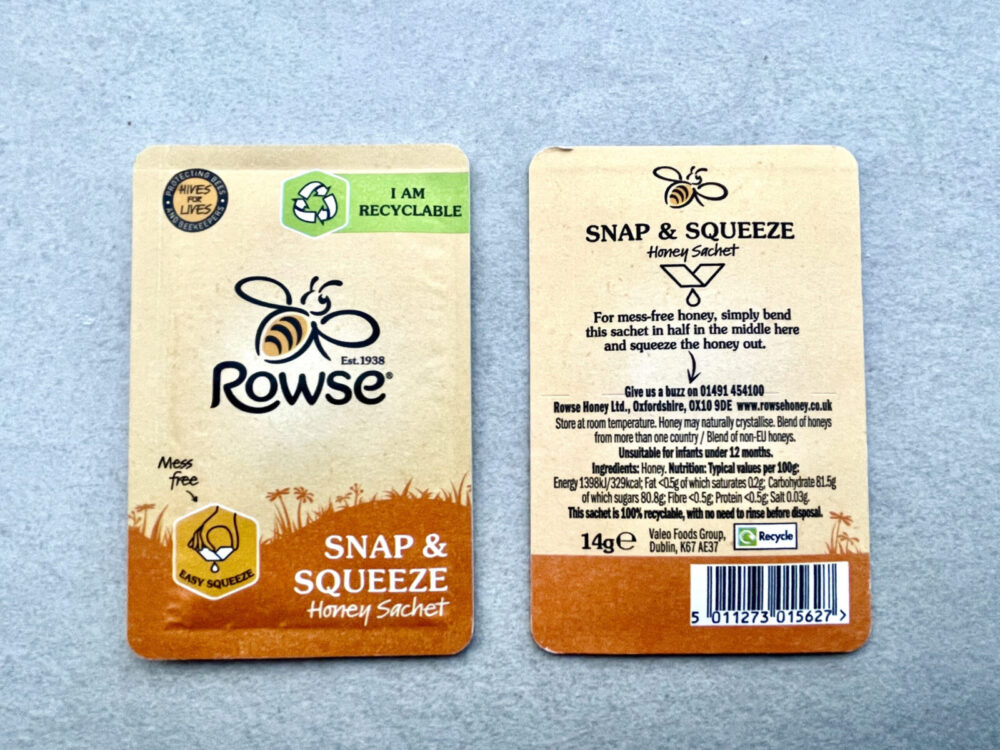 PROTECTING BEES
HIVES
FOR
LIVES
AND BEEKEEPERS
I AM
RECYCLABLE
Est.1938
Rowse®
Mess
free
EASY SQUEEZE
SNAP &
SQUEEZE
Honey Sachet
SNAP & SQUEEZE
Honey Sachet
For mess-free honey, simply bend
this sachet in half in the middle here
and squeeze the honey out.
Give us a buzz on 01491 454100
Rowse Honey Ltd., Oxfordshire, OX10 9DE www.rowsehoney.co.uk
Store at room temperature. Honey may naturally crystallise. Blend of honeys
from more than one country / Blend of non-EU honeys.
Unsuitable for infants under 12 months.
Ingredients: Honey. Nutrition: Typical values per 100g:
Energy 1398kJ/329kcal; Fat <0.5g of which saturates 0.2g; Carbohydrate 81.5g
of which sugars 80.8g; Fibre <0.5g; Protein <0.5g; Salt 0.03g.
This sachet is 100% recyclable, with no need to rinse before disposal.
14g℮
Valeo Foods Group,
Dublin, K67 AE37
Recycle
5 011273 015627 >